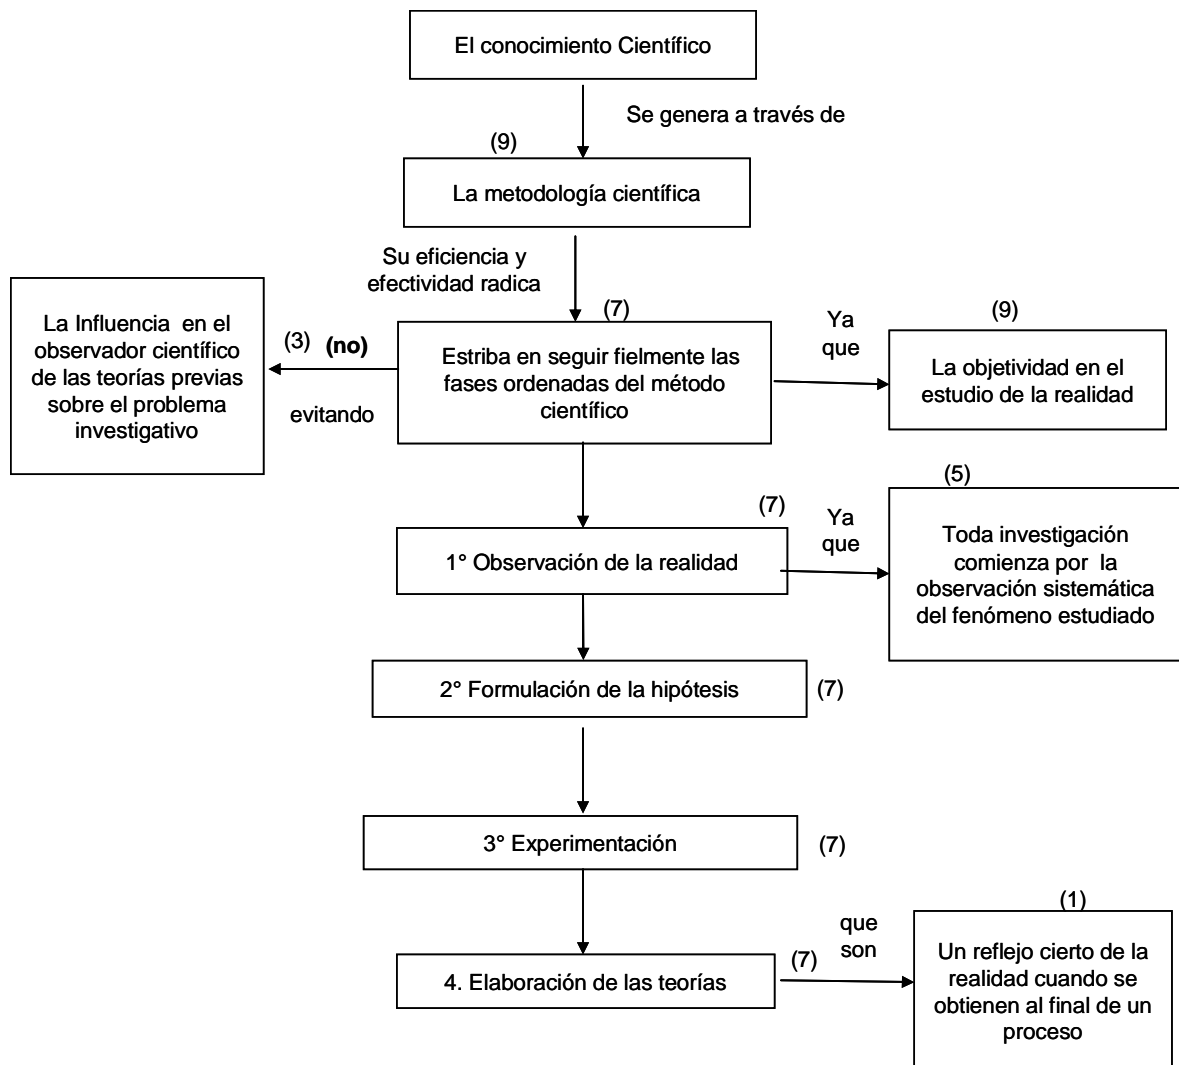 El conocimiento Científico
Se genera a través de
(9)
La metodología científica
Su eficiencia y
efectividad radica
(7)
Estriba en seguir fielmente las
fases ordenadas del método
científico
(3) (no)
evitando
La Influencia en el
observador científico
de las teorías previas
sobre el problema
investigativo
Ya
que
(9)
La objetividad en el
estudio de la realidad
(7)
1° Observación de la realidad
Ya
que
(5)
Toda investigación
comienza por la
observación sistemática
del fenómeno estudiado
2° Formulación de la hipótesis
(7)
3° Experimentación
(7)
4. Elaboración de las teorías
(7)
que
son
(1)
Un reflejo cierto de la
realidad cuando se
obtienen al final de un
proceso